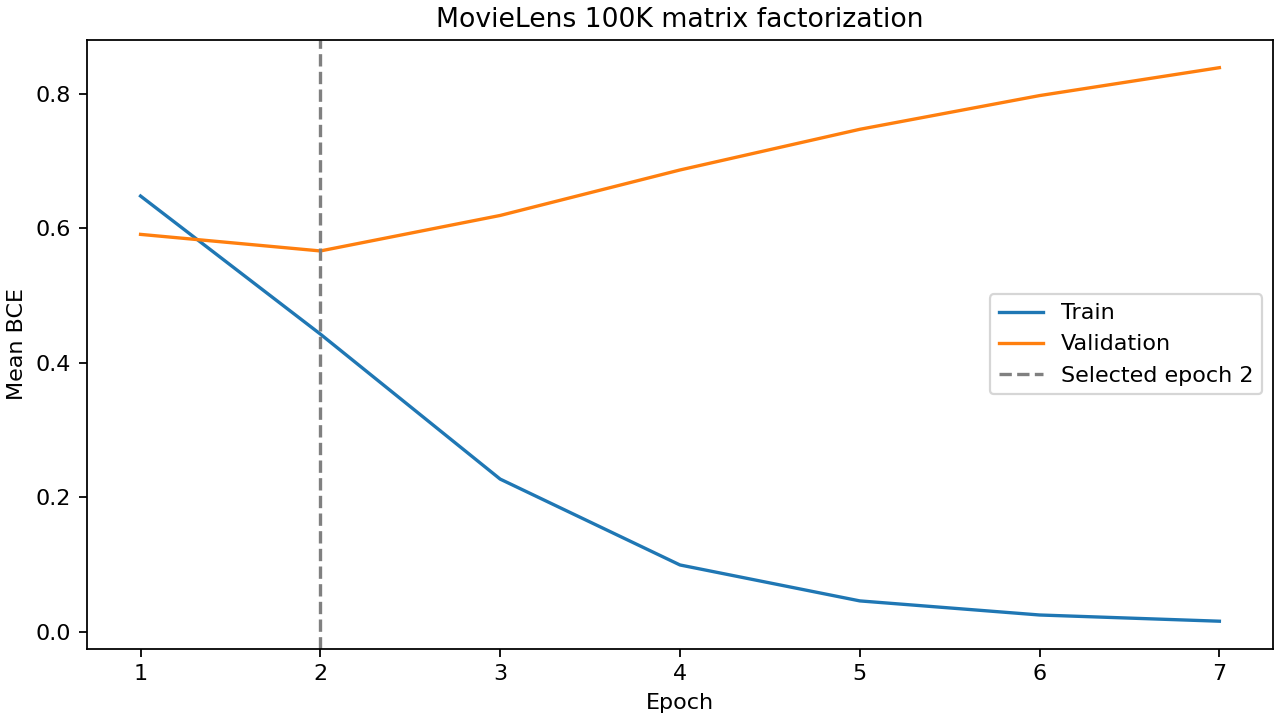 MovieLens 100K matrix factorization
Mean BCE
0.8
0.6
0.4
0.2
0.0
Train
Validation
Selected epoch 2
1 2 3 4 5 6 7
Epoch